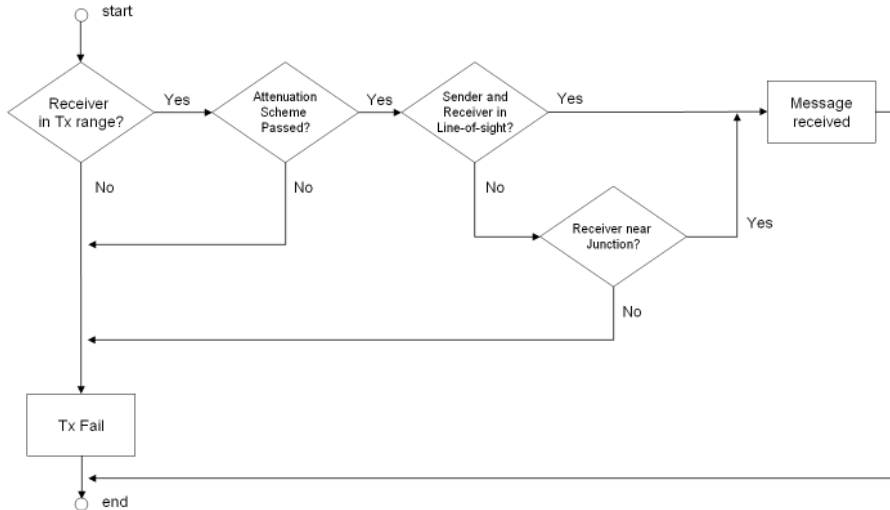 start
Receiver
in Tx range?
Yes
Attenuation
Scheme
Passed?
Yes
Sender and
Receiver in
Line-of-sight?
Yes
Message
received
No
No
No
Receiver near
Junction?
Yes
No
Tx Fail
end